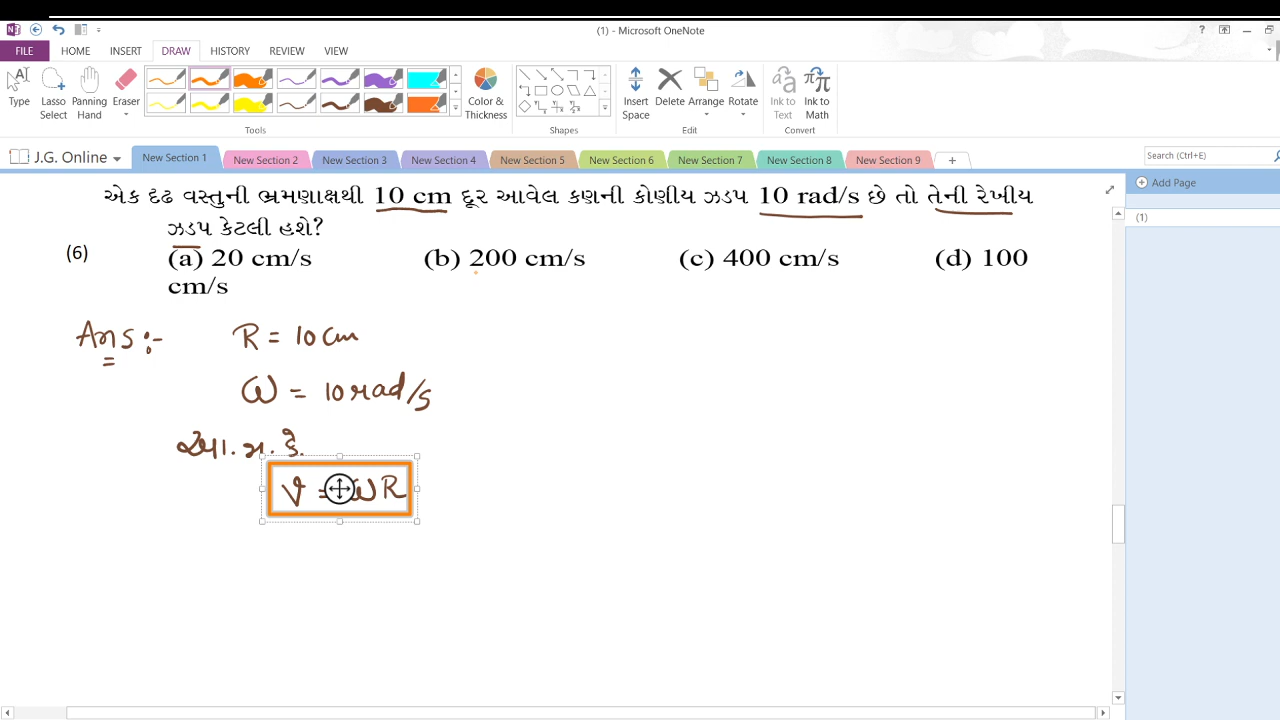 (1) - Microsoft OneNote
FILE HOME INSERT DRAW HISTORY REVIEW VIEW
Type Lasso Select Panning Hand Eraser Color & Thickness Insert Space Delete Arrange Rotate Ink to Text Ink to Math
Tools Shapes Edit Convert
J.G. Online New Section 1 New Section 2 New Section 3 New Section 4 New Section 5 New Section 6 New Section 7 New Section 8 New Section 9 Search (Ctrl+E)
Add Page
(1)
એક દૃઢ વસ્તુની ભ્રમણાક્ષથી 10 cm દૂર આવેલ કણની કોણીય ઝડપ 10 rad/s છે તો તેની રેખીય
ઝડપ કેટલી હશે?
(6) (a) 20 cm/s (b) 200 cm/s (c) 400 cm/s (d) 100
cm/s
Ans :- R = 10 cm
ω = 10 rad/s
આ. મ. કે.
v = ωR